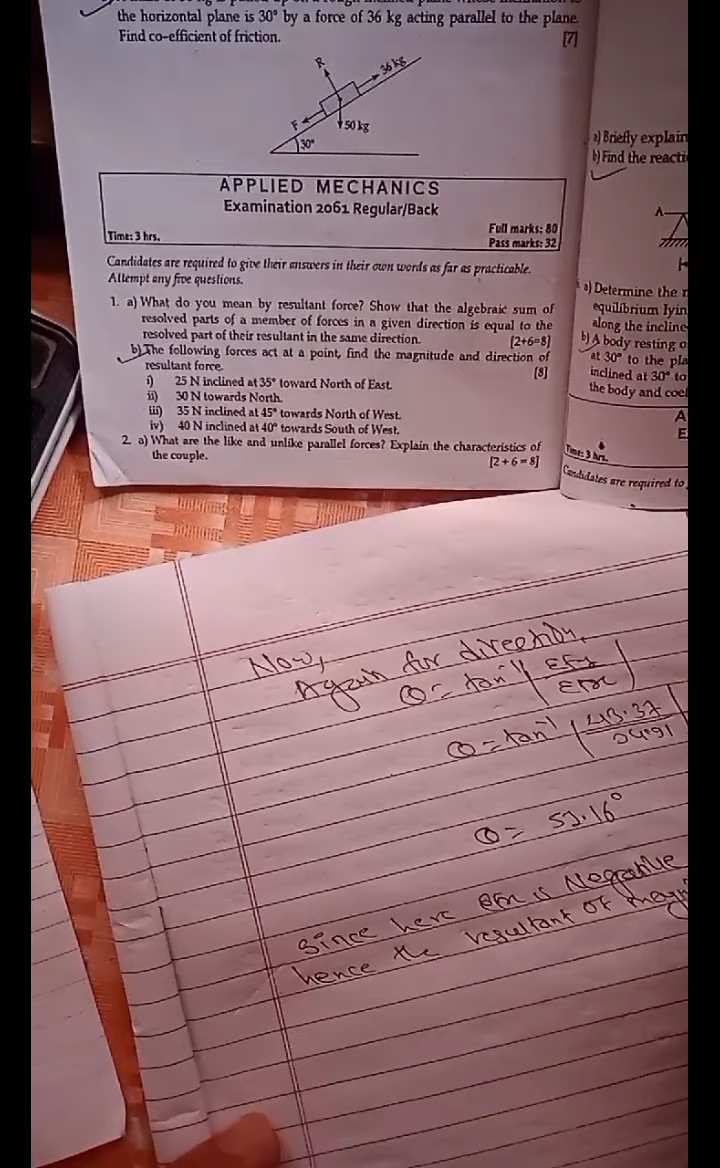 the horizontal plane is 30° by a force of 36 kg acting parallel to the plane.
Find co-efficient of friction. [7]
R
36 kg
F
50 kg
30°
APPLIED MECHANICS
Examination 2061 Regular/Back
Full marks: 80
Time: 3 hrs. Pass marks: 32
Candidates are required to give their answers in their own words as far as practicable.
Attempt any five questions.
1. a) What do you mean by resultant force? Show that the algebraic sum of
resolved parts of a member of forces in a given direction is equal to the
resolved part of their resultant in the same direction. [2+6=8]
b) The following forces act at a point, find the magnitude and direction of
resultant force. [8]
i) 25 N inclined at 35° toward North of East.
ii) 30 N towards North.
iii) 35 N inclined at 45° towards North of West.
iv) 40 N inclined at 40° towards South of West.
2. a) What are the like and unlike parallel forces? Explain the characteristics of
the couple. [2+6=8]
a) Briefly explain
b) Find the reacti
A
a) Determine the
equilibrium lyin
along the incline
b) A body resting o
at 30° to the pla
inclined at 30° to
the body and coe
A
E
Time: 3 hrs.
Candidates are required to
Now,
Again for direction,
θ = tan⁻¹ (
θ = tan⁻¹ (43.37
24.91
since here is Negative
hence the resultant of